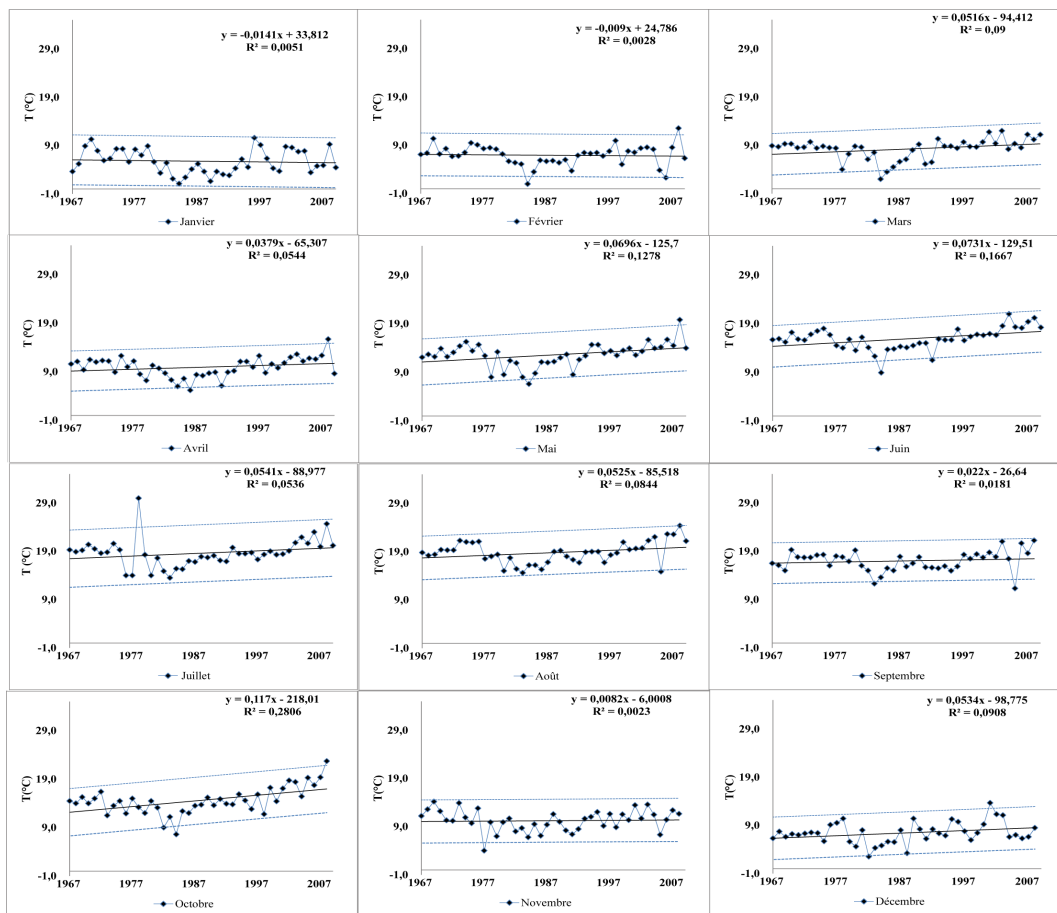 y = -0,0141x + 33,812
R² = 0,0051
T (°C)
29,0
19,0
9,0
-1,0
1967 1977 1987 1997 2007
Janvier
y = -0,009x + 24,786
R² = 0,0028
T (°C)
29,0
19,0
9,0
-1,0
1967 1977 1987 1997 2007
Février
y = 0,0516x - 94,412
R² = 0,09
T (°C)
29,0
19,0
9,0
-1,0
1967 1977 1987 1997 2007
Mars
y = 0,0379x - 65,307
R² = 0,0544
T(°C)
29,0
19,0
9,0
-1,0
1967 1977 1987 1997 2007
Avril
y = 0,0696x - 125,7
R² = 0,1278
T(°C)
29,0
19,0
9,0
-1,0
1967 1977 1987 1997 2007
Mai
y = 0,0731x - 129,51
R² = 0,1667
T(°C)
29,0
19,0
9,0
-1,0
1967 1977 1987 1997 2007
Juin
y = 0,0541x - 88,977
R² = 0,0536
T(°C)
29,0
19,0
9,0
-1,0
1967 1977 1987 1997 2007
Juillet
y = 0,0525x - 85,518
R² = 0,0844
T(°C)
29,0
19,0
9,0
-1,0
1967 1977 1987 1997 2007
Août
y = 0,022x - 26,64
R² = 0,0181
T(°C)
29,0
19,0
9,0
-1,0
1967 1977 1987 1997 2007
Septembre
y = 0,117x - 218,01
R² = 0,2806
T(°C)
29,0
19,0
9,0
-1,0
1967 1977 1987 1997 2007
Octobre
y = 0,0082x - 6,0008
R² = 0,0023
T(°C)
29,0
19,0
9,0
-1,0
1967 1977 1987 1997 2007
Novembre
y = 0,0534x - 98,775
R² = 0,0908
T(°C)
29,0
19,0
9,0
-1,0
1967 1977 1987 1997 2007
Décembre